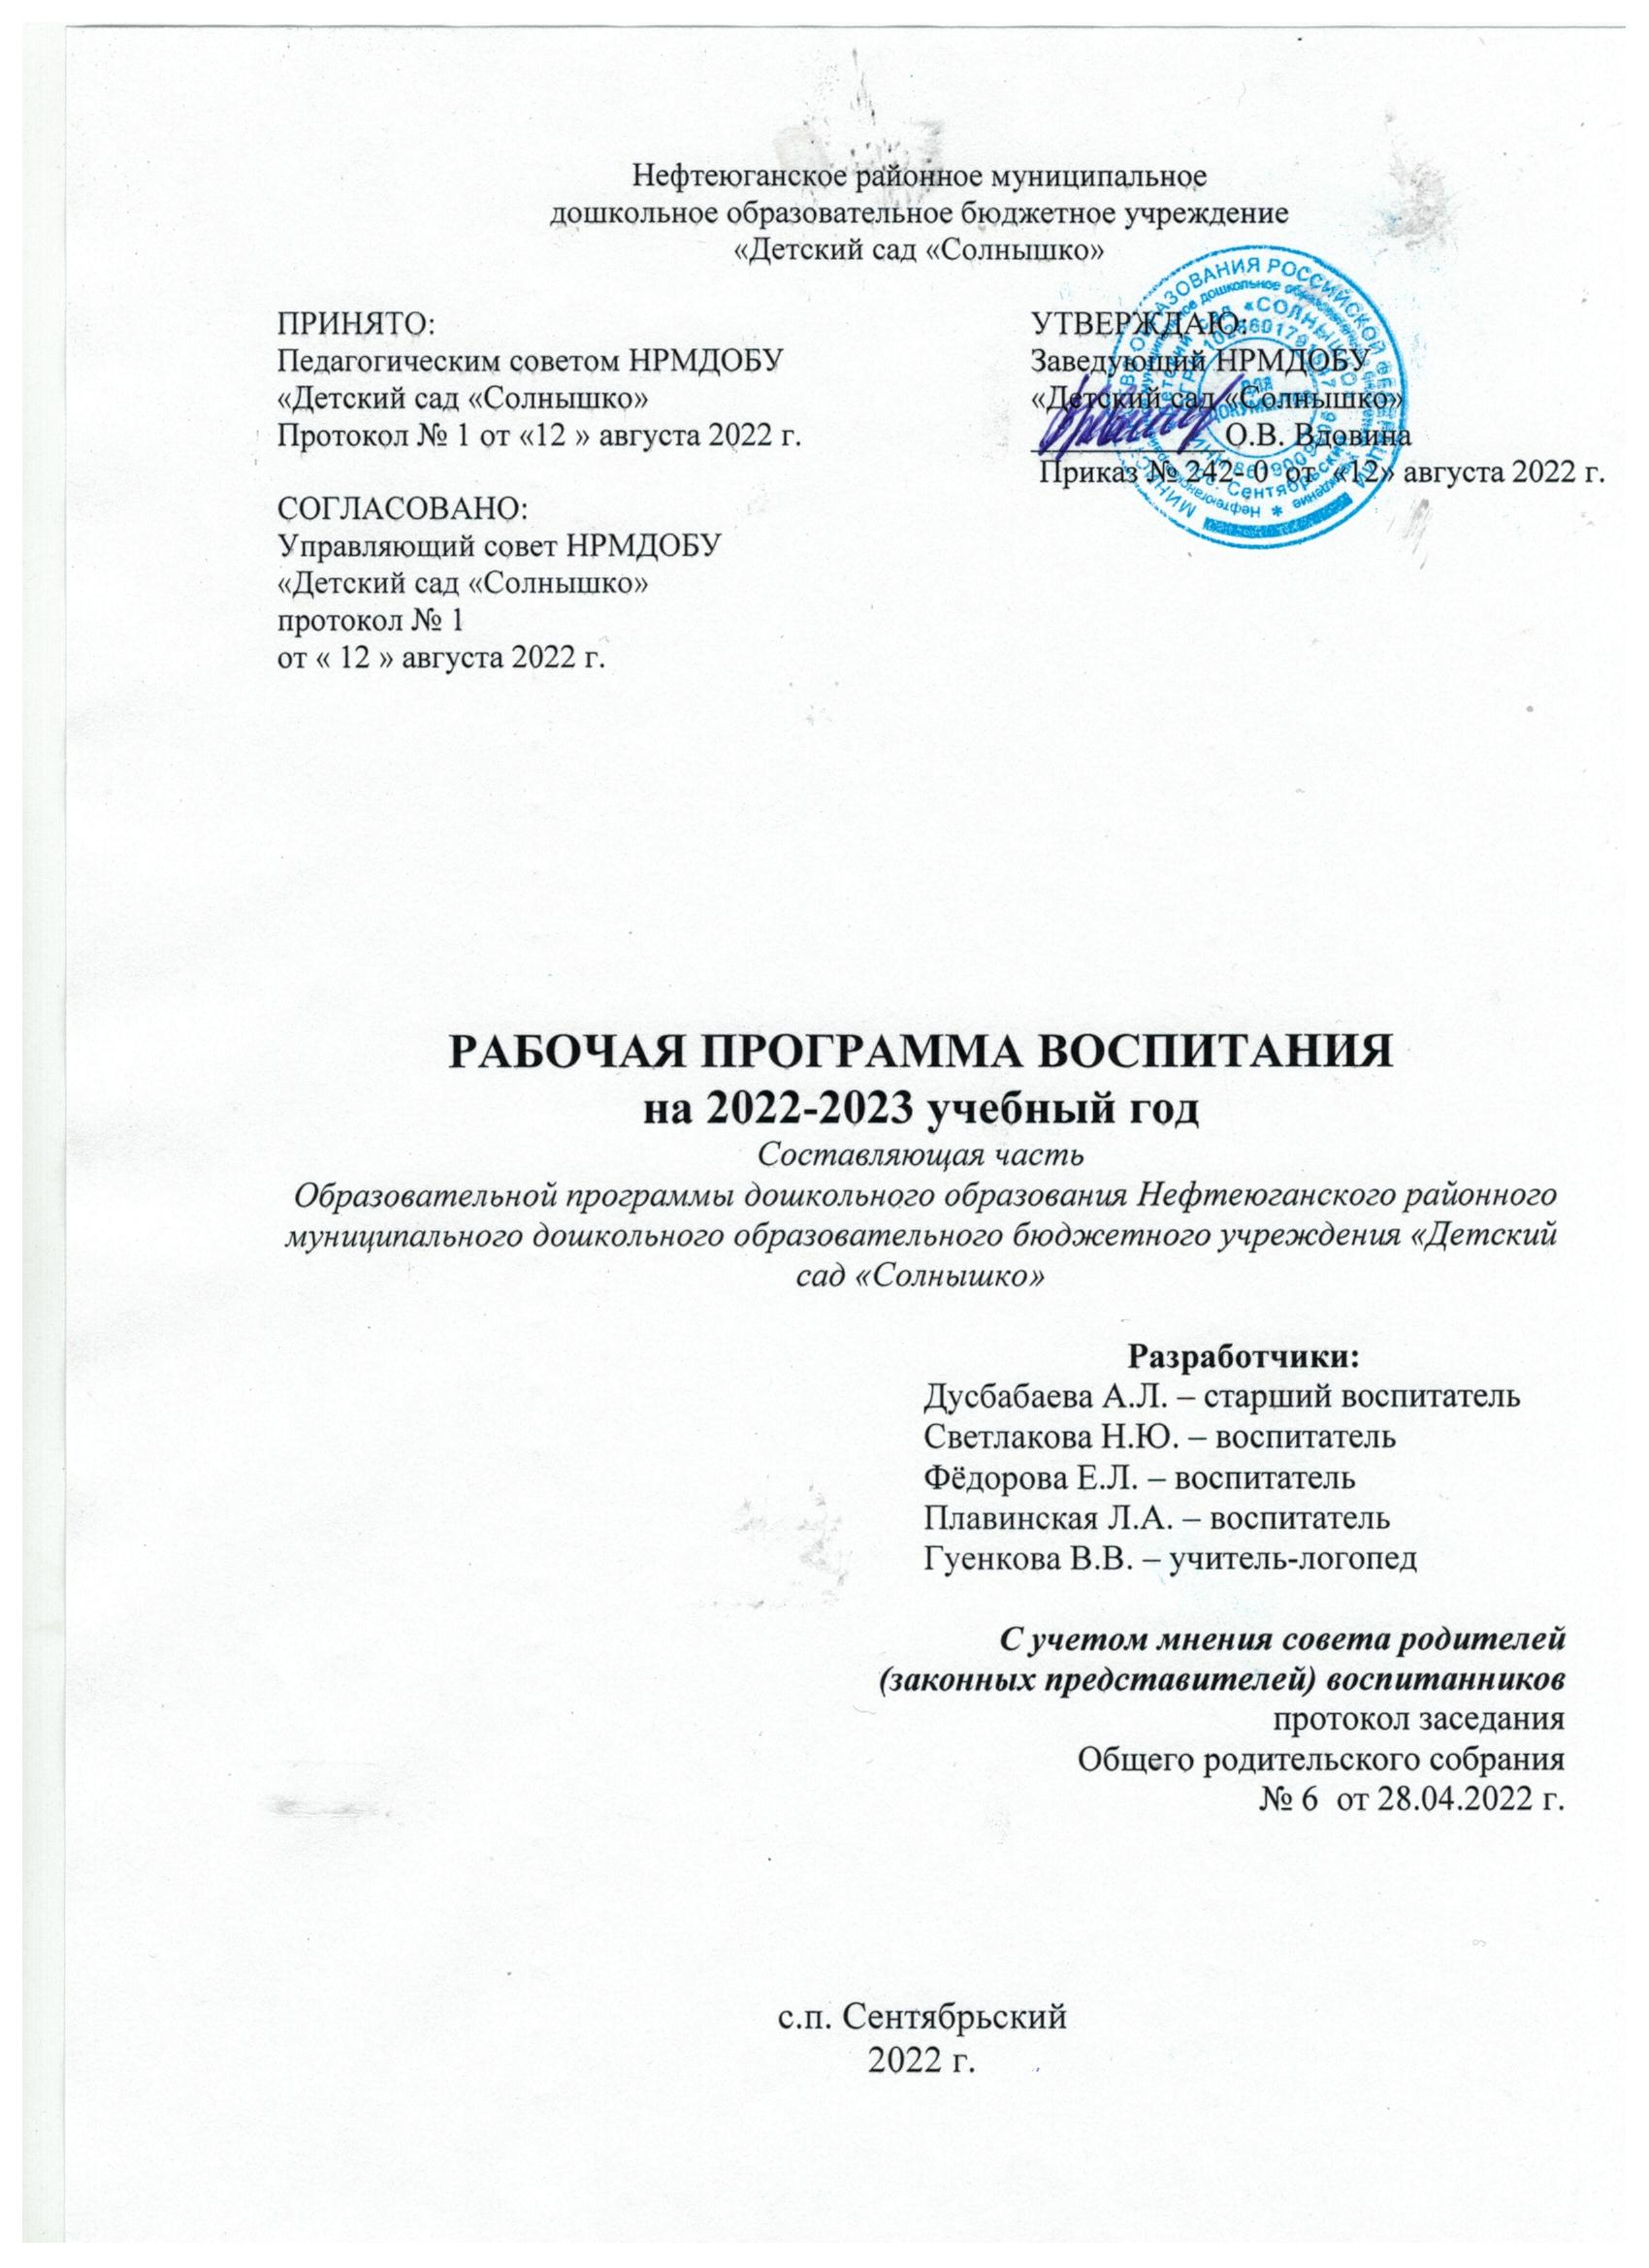 Нефтеюганское районное муниципальное
дошкольное образовательное бюджетное учреждение
«Детский сад «Солнышко»
ПРИНЯТО:
Педагогическим советом НРМДОБУ
«Детский сад «Солнышко»
Протокол № 1 от «12 » августа 2022 г.
СОГЛАСОВАНО:
Управляющий совет НРМДОБУ
«Детский сад «Солнышко»
протокол № 1
от « 12 » августа 2022 г.
УТВЕРЖДАЮ:
Заведующий НРМДОБУ
«Детский сад «Солнышко»
О.В. Вдовина
Приказ № 242- 0 от «12» августа 2022 г.
РАБОЧАЯ ПРОГРАММА ВОСПИТАНИЯ
на 2022-2023 учебный год
Составляющая часть
Образовательной программы дошкольного образования Нефтеюганского районного
муниципального дошкольного образовательного бюджетного учреждения «Детский
сад «Солнышко»
Разработчики:
Дусбабаева А.Л. – старший воспитатель
Светлакова Н.Ю. – воспитатель
Фёдорова Е.Л. – воспитатель
Плавинская Л.А. – воспитатель
Гуенкова В.В. – учитель-логопед
С учетом мнения совета родителей
(законных представителей) воспитанников
протокол заседания
Общего родительского собрания
№ 6 от 28.04.2022 г.
с.п. Сентябрьский
2022 г.